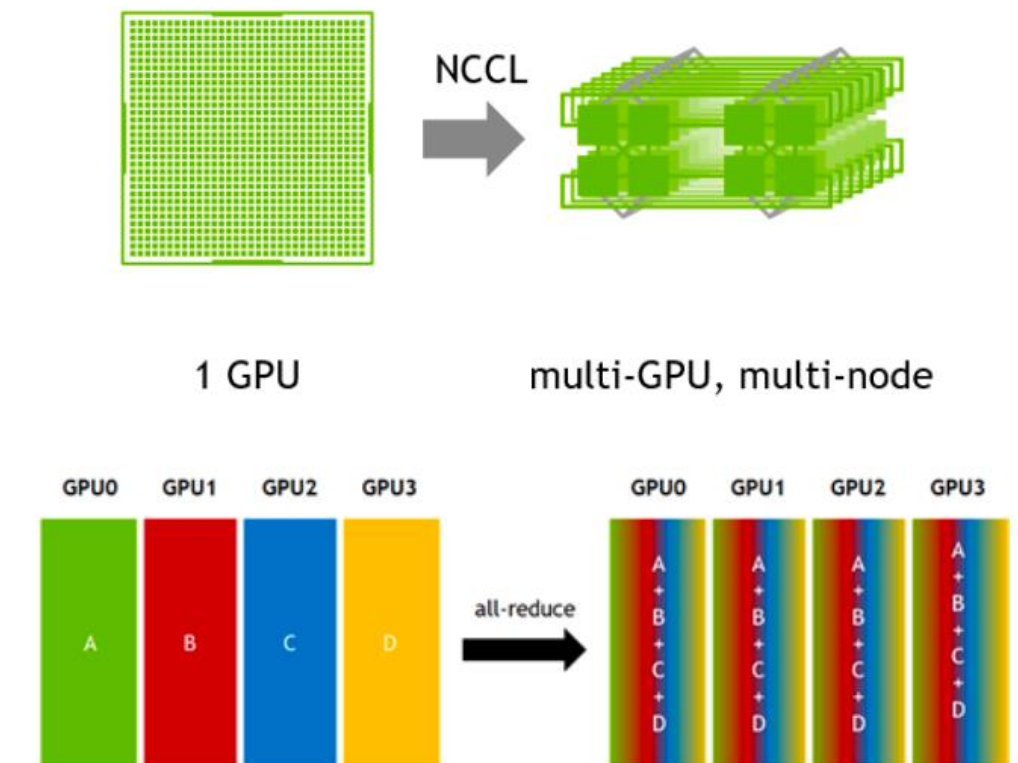 NCCL
1 GPU
multi-GPU, multi-node
GPU0 GPU1 GPU2 GPU3
GPU0 GPU1 GPU2 GPU3
all-reduce
A
B
C
D
A+B+C+D
A+B+C+D
A+B+C+D
A+B+C+D